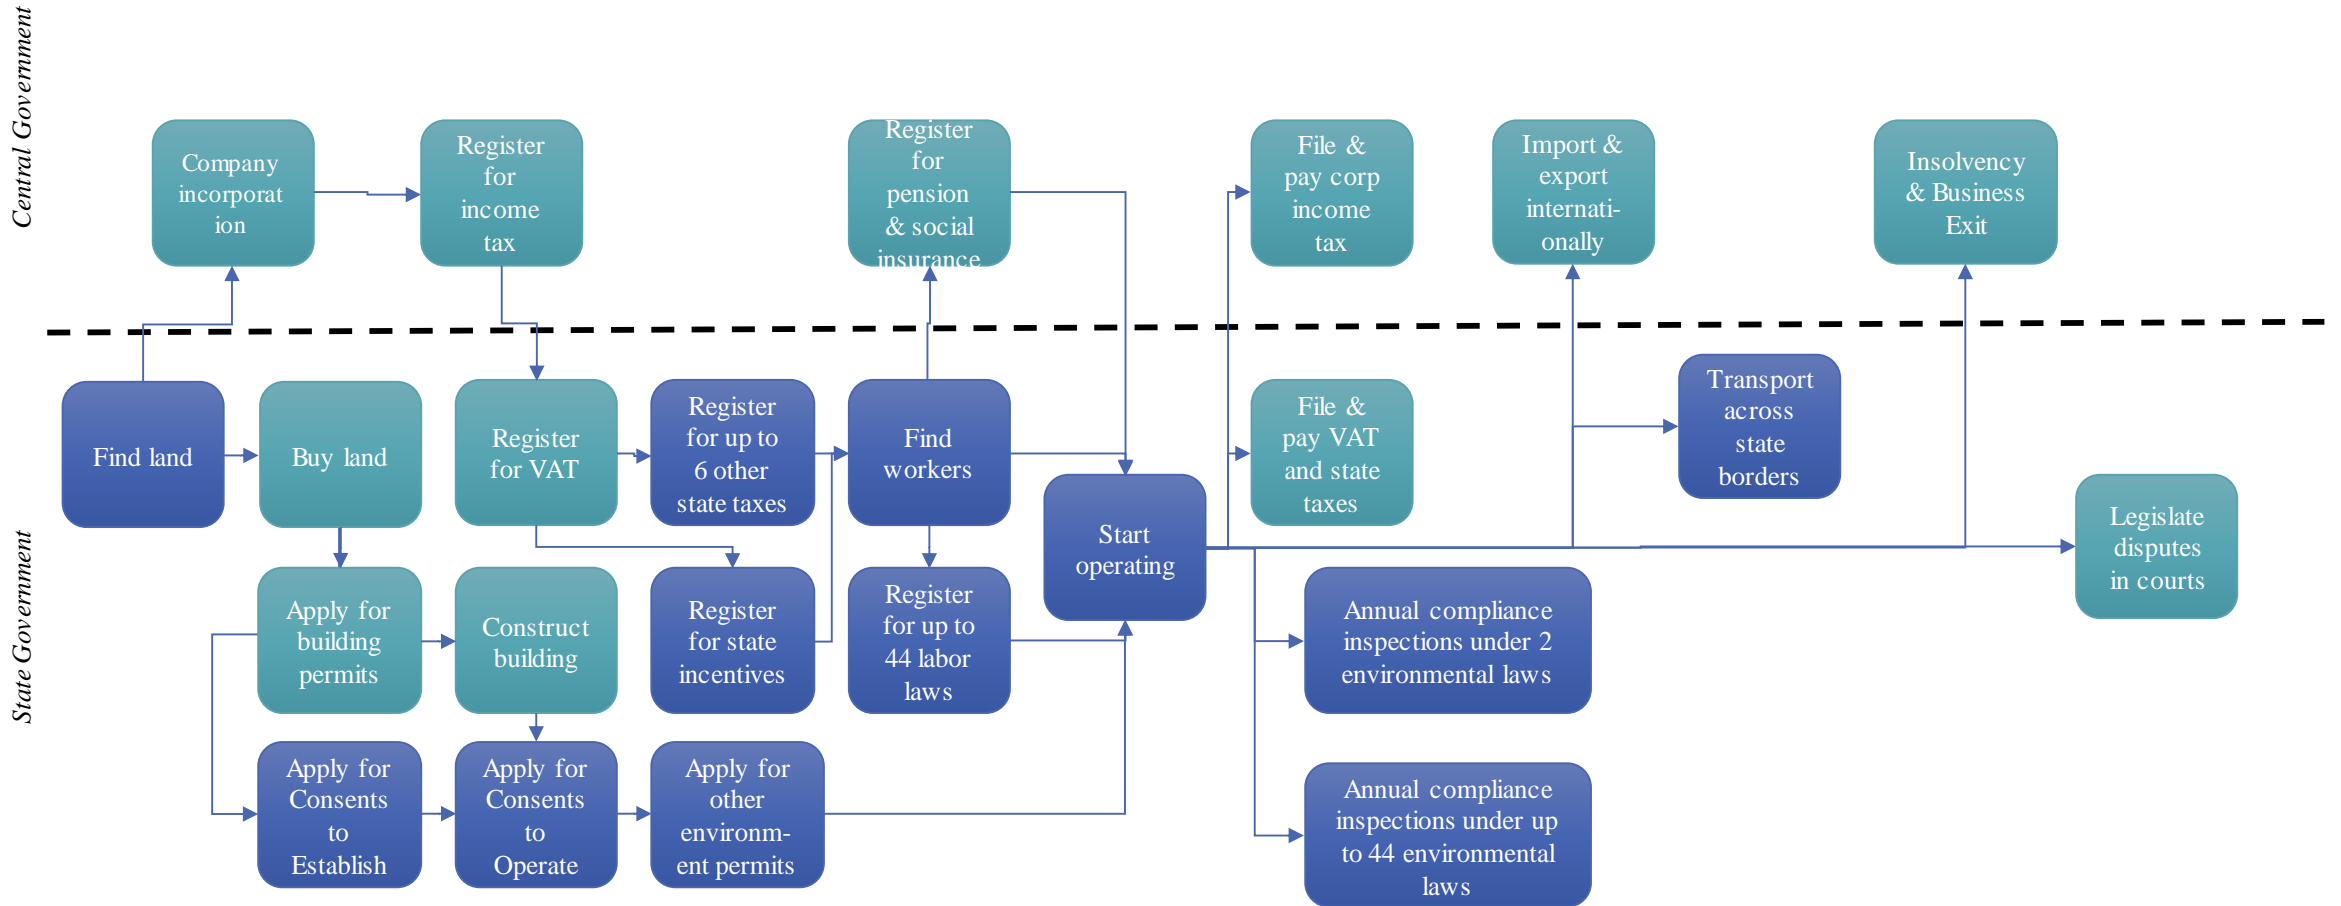 Central Government
Company
incorporat
ion
Register
for
income
tax
Register
for
pension
& social
insurance
File &
pay corp
income
tax
Import &
export
internati-
onally
Insolvency
& Business
Exit
State Government
Find land
Buy land
Register
for VAT
Register
for up to
6 other
state taxes
Find
workers
Start
operating
File &
pay VAT
and state
taxes
Transport
across
state
borders
Legislate
disputes
in courts
Apply for
building
permits
Construct
building
Register
for state
incentives
Register
for up to
44 labor
laws
Annual compliance
inspections under 2
environmental laws
Apply for
Consents
to
Establish
Apply for
Consents
to
Operate
Apply for
other
environm-
ent permits
Annual compliance
inspections under up
to 44 environmental
laws